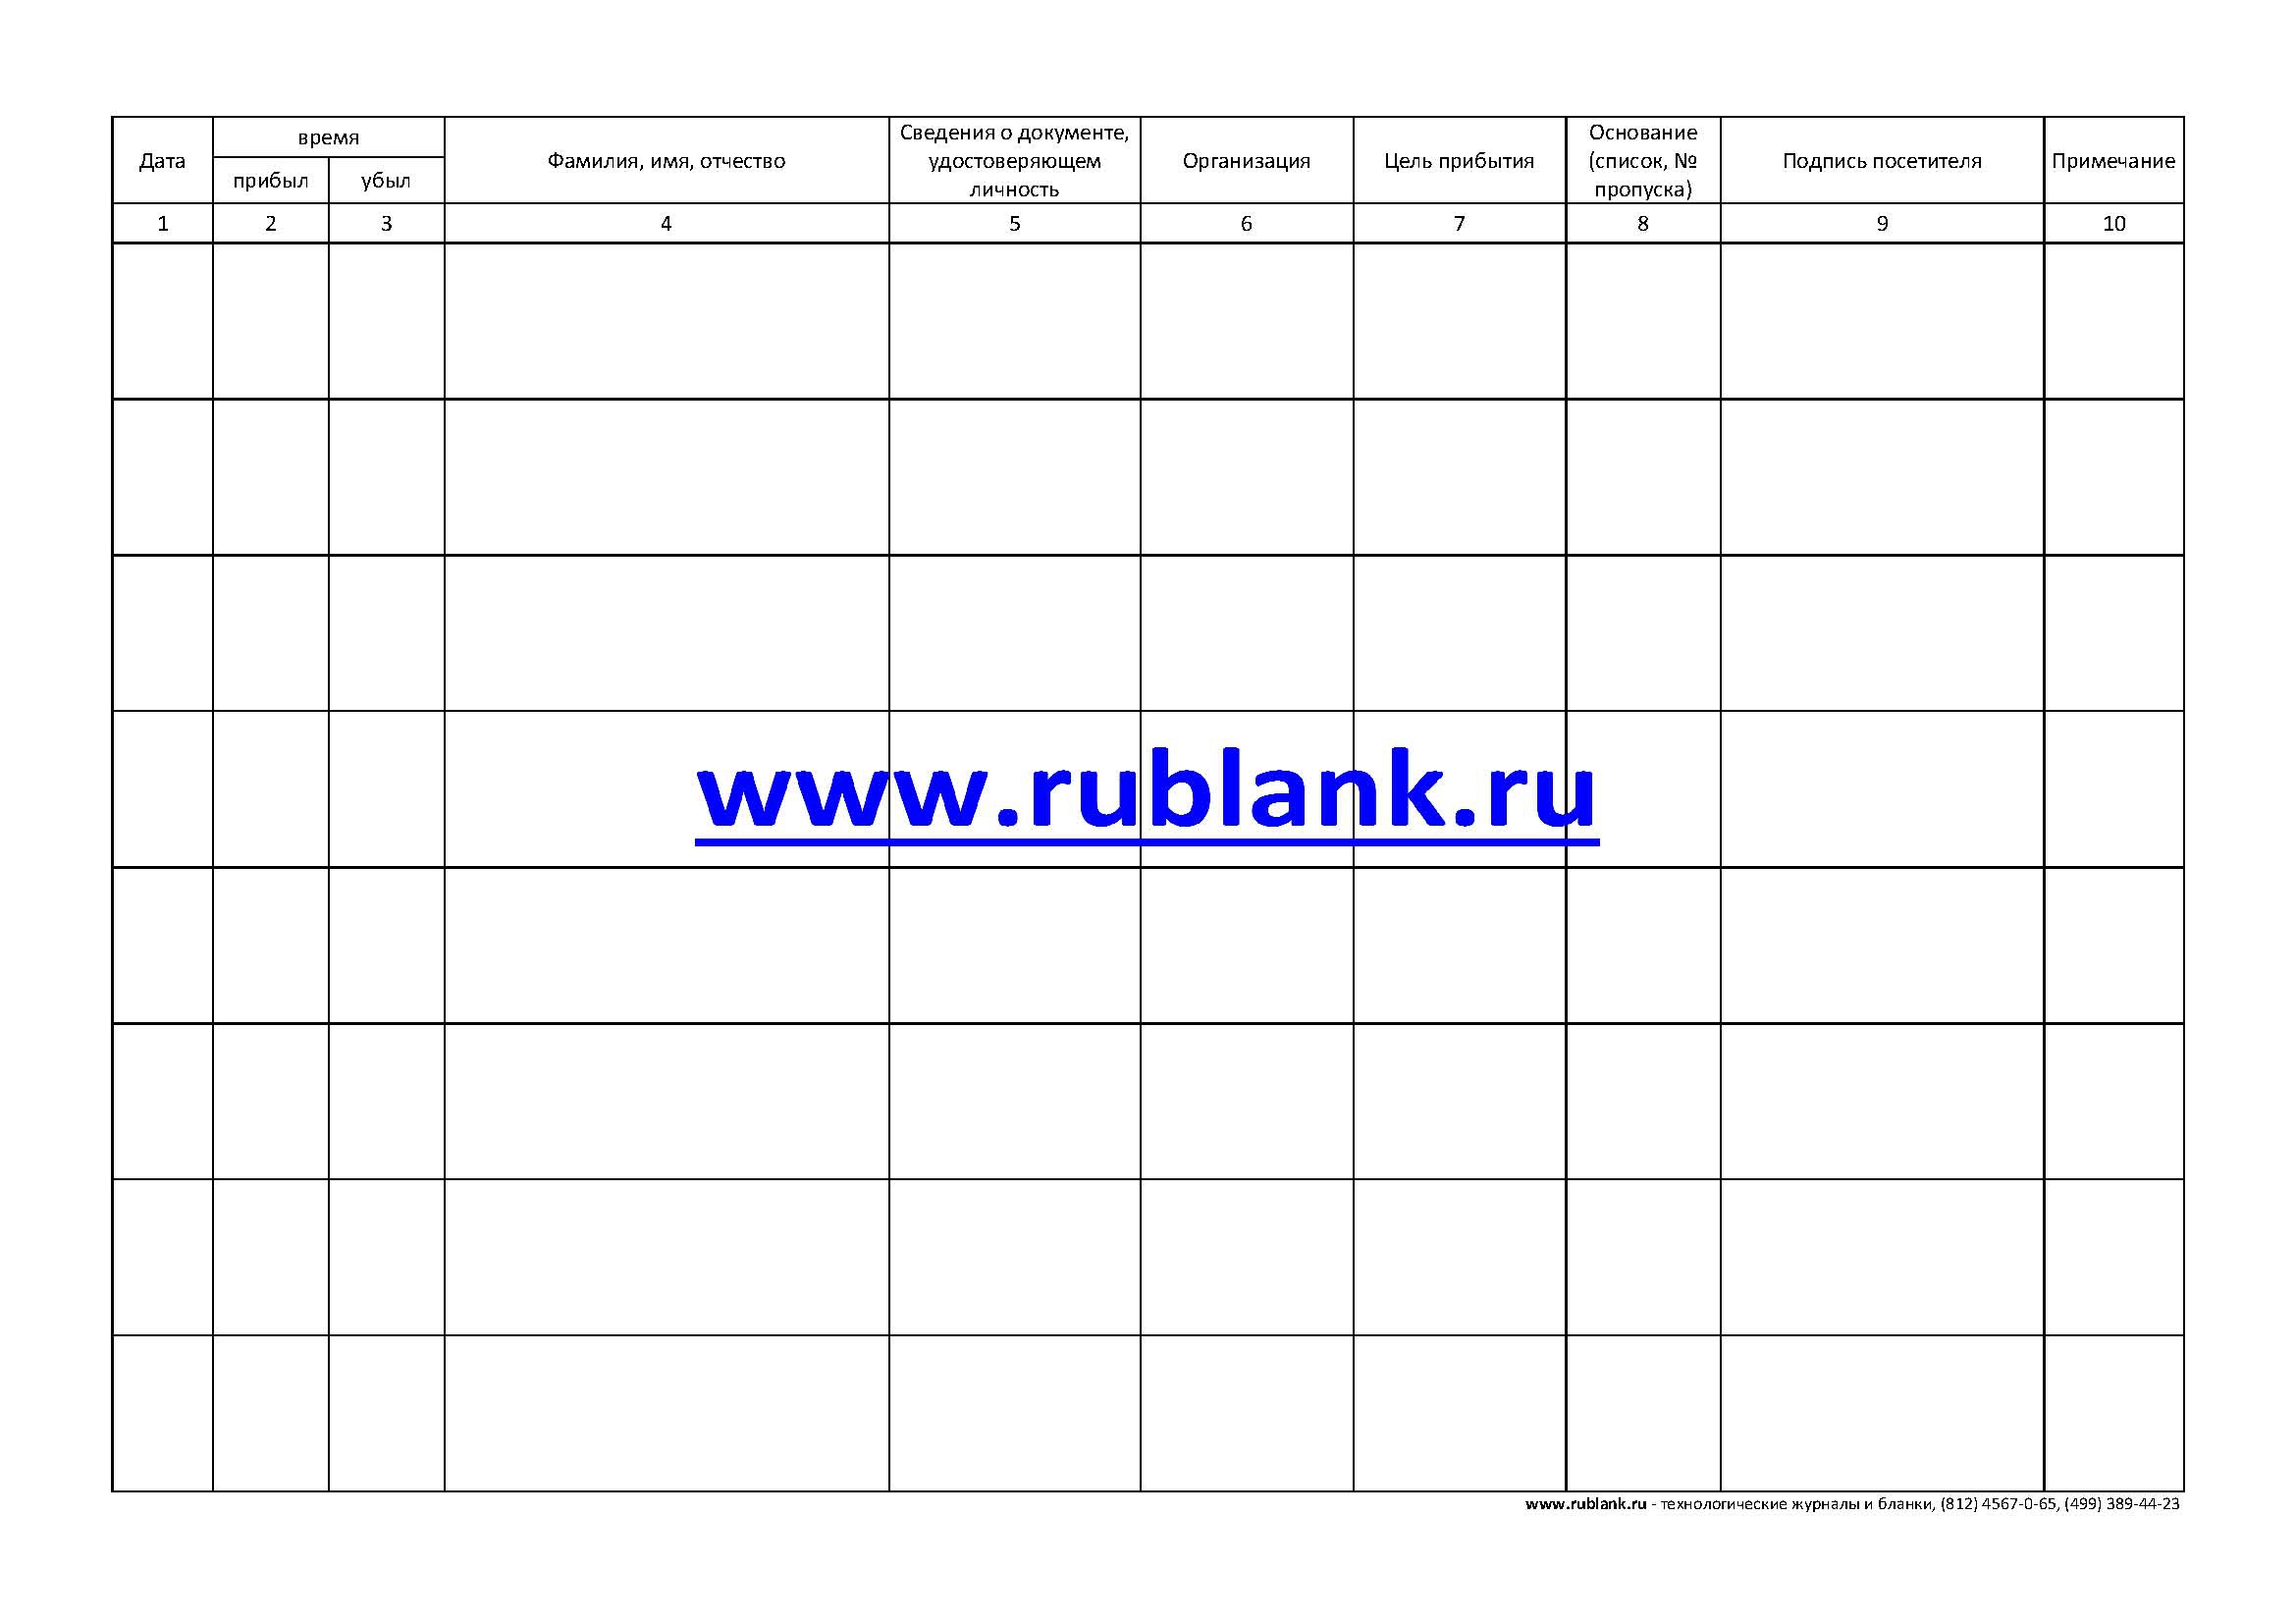 Дата
время
прибыл
убыл
Фамилия, имя, отчество
Сведения о документе,
удостоверяющем
личность
Организация
Цель прибытия
Основание
(список, №
пропуска)
Подпись посетителя
Примечание
1 2 3 4 5 6 7 8 9 10
www.rublank.ru
www.rublank.ru - технологические журналы и бланки, (812) 4567-0-65, (499) 389-44-23